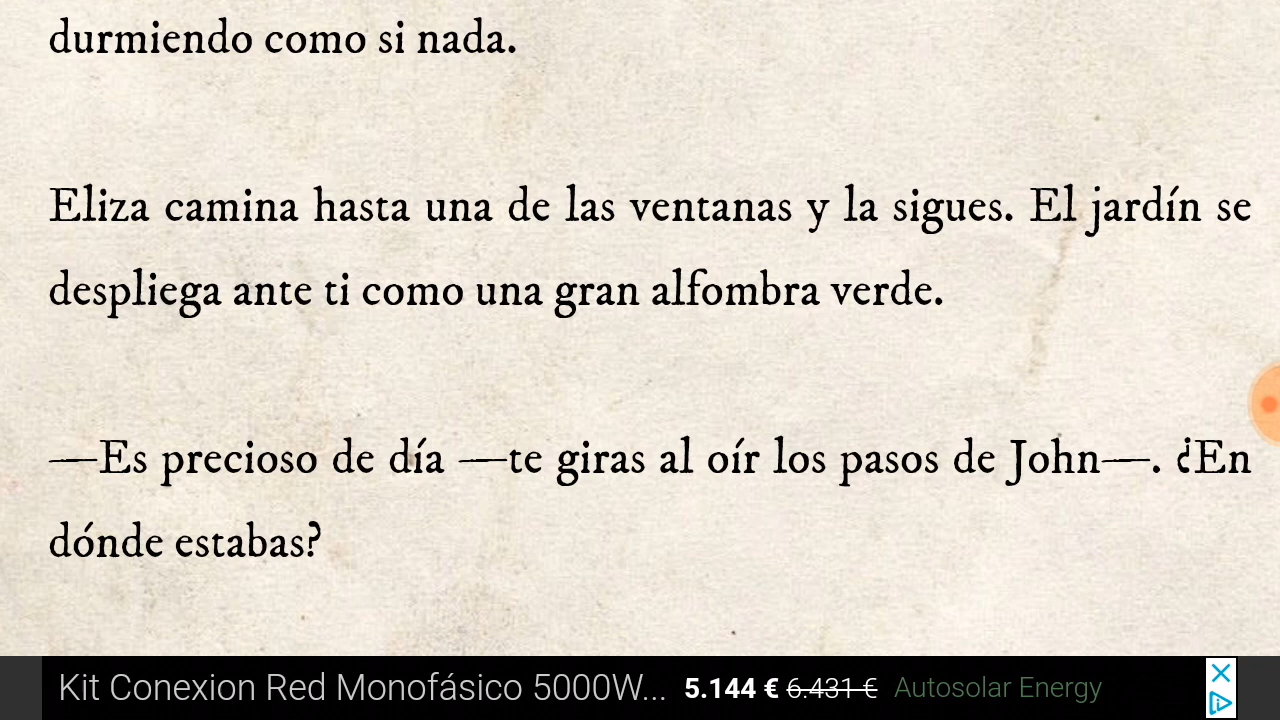 durmiendo como si nada.
Eliza camina hasta una de las ventanas y la sigues. El jardín se
despliega ante ti como una gran alfombra verde.
—Es precioso de día —te giras al oír los pasos de John—. ¿En
dónde estabas?
Kit Conexion Red Monofásico 5000W... 5.144 € 6.431 € Autosolar Energy